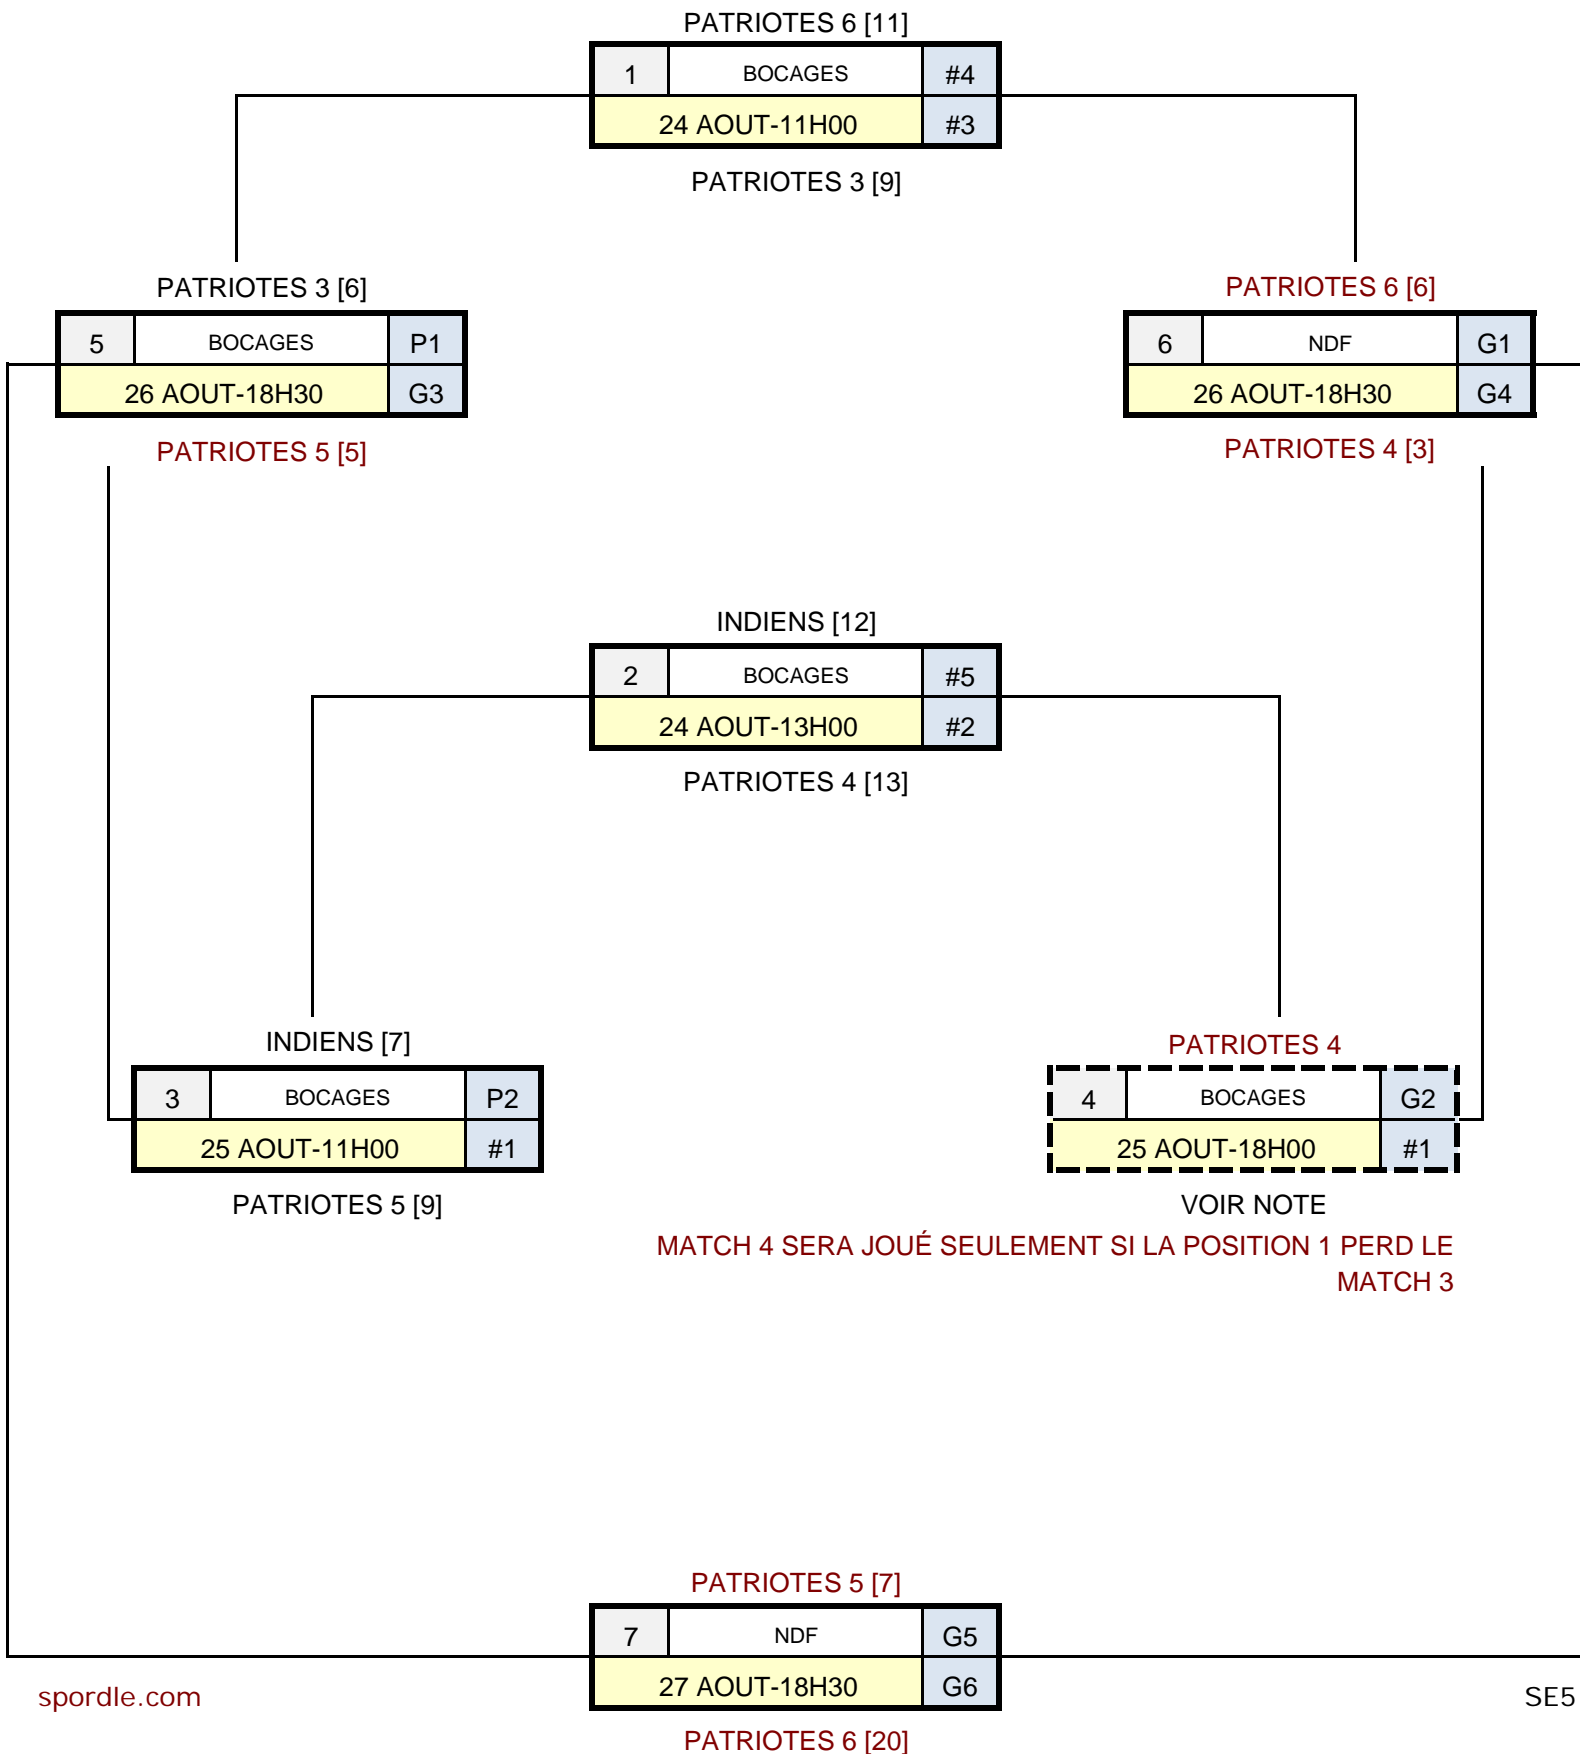 PATRIOTES 6 [11]
1 BOCAGES #4
24 AOUT-11H00 #3
PATRIOTES 3 [9]
PATRIOTES 3 [6]
5 BOCAGES P1
26 AOUT-18H30 G3
PATRIOTES 5 [5]
PATRIOTES 6 [6]
6 NDF G1
26 AOUT-18H30 G4
PATRIOTES 4 [3]
INDIENS [12]
2 BOCAGES #5
24 AOUT-13H00 #2
PATRIOTES 4 [13]
INDIENS [7]
3 BOCAGES P2
25 AOUT-11H00 #1
PATRIOTES 5 [9]
PATRIOTES 4
4 BOCAGES G2
25 AOUT-18H00 #1
VOIR NOTE
MATCH 4 SERA JOUÉ SEULEMENT SI LA POSITION 1 PERD LE
MATCH 3
PATRIOTES 5 [7]
7 NDF G5
27 AOUT-18H30 G6
PATRIOTES 6 [20]
spordle.com
SE5